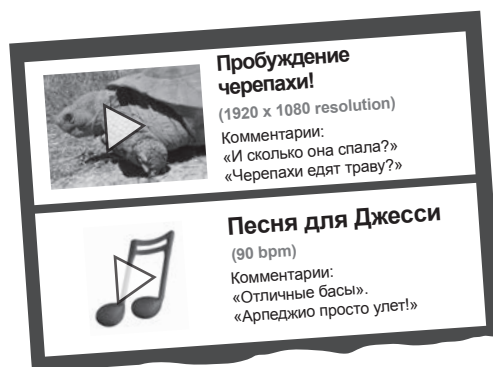 Пробуждение
черепахи!
(1920 x 1080 resolution)
Комментарии:
«И сколько она спала?»
«Черепахи едят траву?»
Песня для Джесси
(90 bpm)
Комментарии:
«Отличные басы».
«Арпеджио просто улет!»